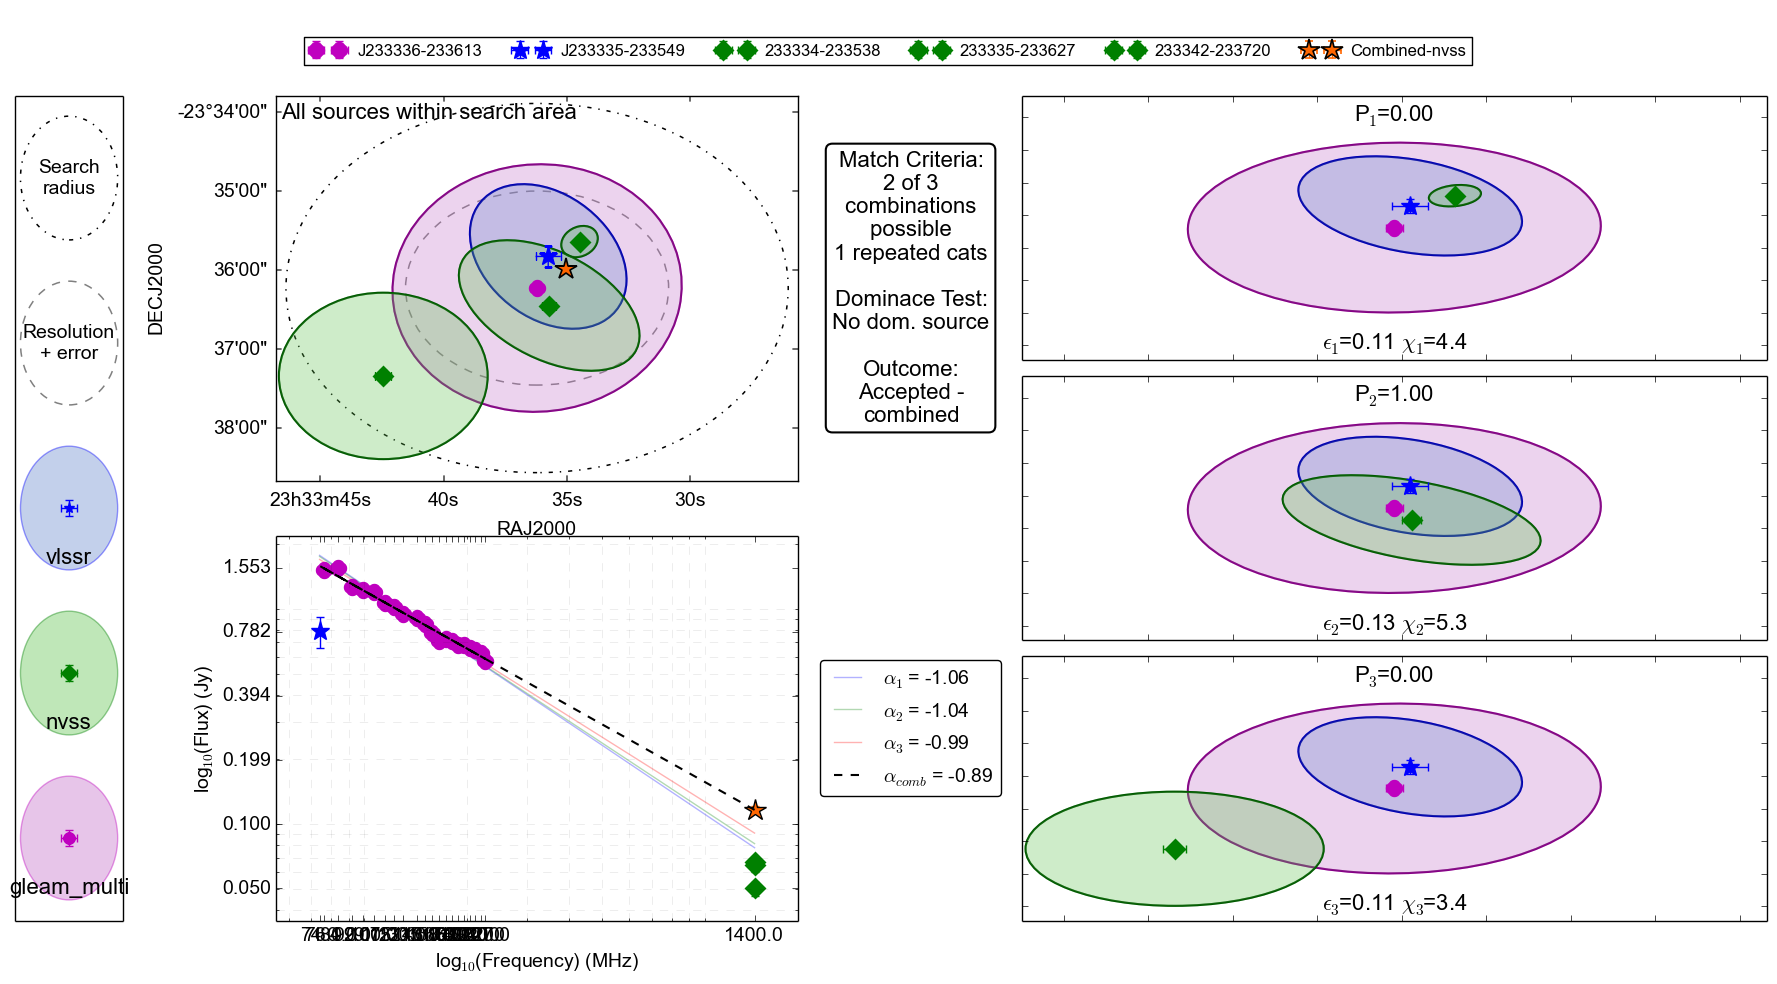 J233336-233613 J233335-233549 233334-233538 233335-233627 233342-233720 Combined-nvss
Search
radius
Resolution
+ error
vlssr
nvss
gleam_multi
All sources within search area
-23°34'00"
35'00"
36'00"
37'00"
38'00"
DECJ2000
23h33m45s 40s 35s 30s
RAJ2000
Match Criteria:
2 of 3
combinations
possible
1 repeated cats
Dominace Test:
No dom. source
Outcome:
Accepted -
combined
1.553
0.782
0.394
0.199
0.100
0.050
log10(Flux) (Jy)
1400.0
log10(Frequency) (MHz)
α1 = -1.06
α2 = -1.04
α3 = -0.99
αcomb = -0.89
P1=0.00
ϵ1=0.11 χ1=4.4
P2=1.00
ϵ2=0.13 χ2=5.3
P3=0.00
ϵ3=0.11 χ3=3.4